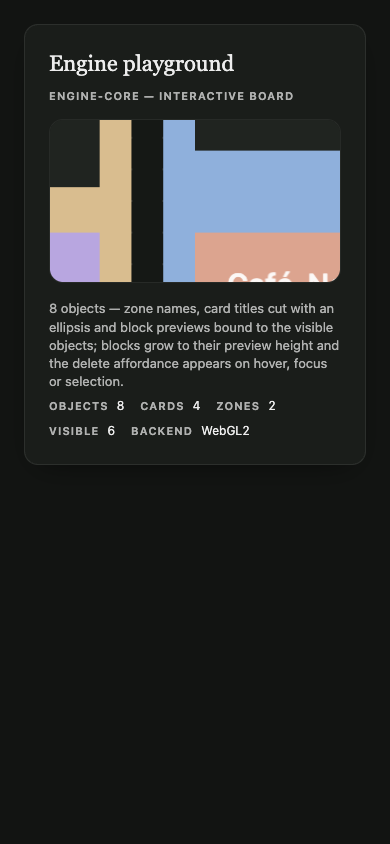 Engine playground
ENGINE-CORE — INTERACTIVE BOARD
Café N
8 objects — zone names, card titles cut with an
ellipsis and block previews bound to the visible
objects; blocks grow to their preview height and
the delete affordance appears on hover, focus
or selection.
OBJECTS 8 CARDS 4 ZONES 2
VISIBLE 6 BACKEND WebGL2